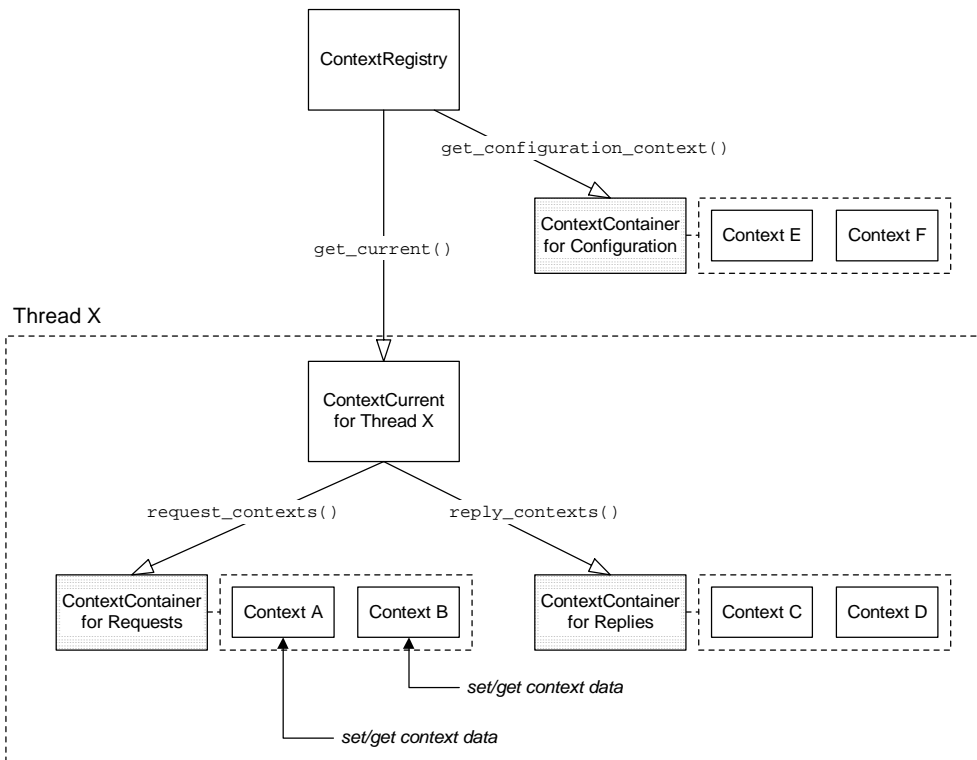 ContextRegistry
get_configuration_context()
ContextContainer
for Configuration
Context E
Context F
get_current()
Thread X
ContextCurrent
for Thread X
request_contexts()
reply_contexts()
ContextContainer
for Requests
Context A
Context B
ContextContainer
for Replies
Context C
Context D
set/get context data
set/get context data